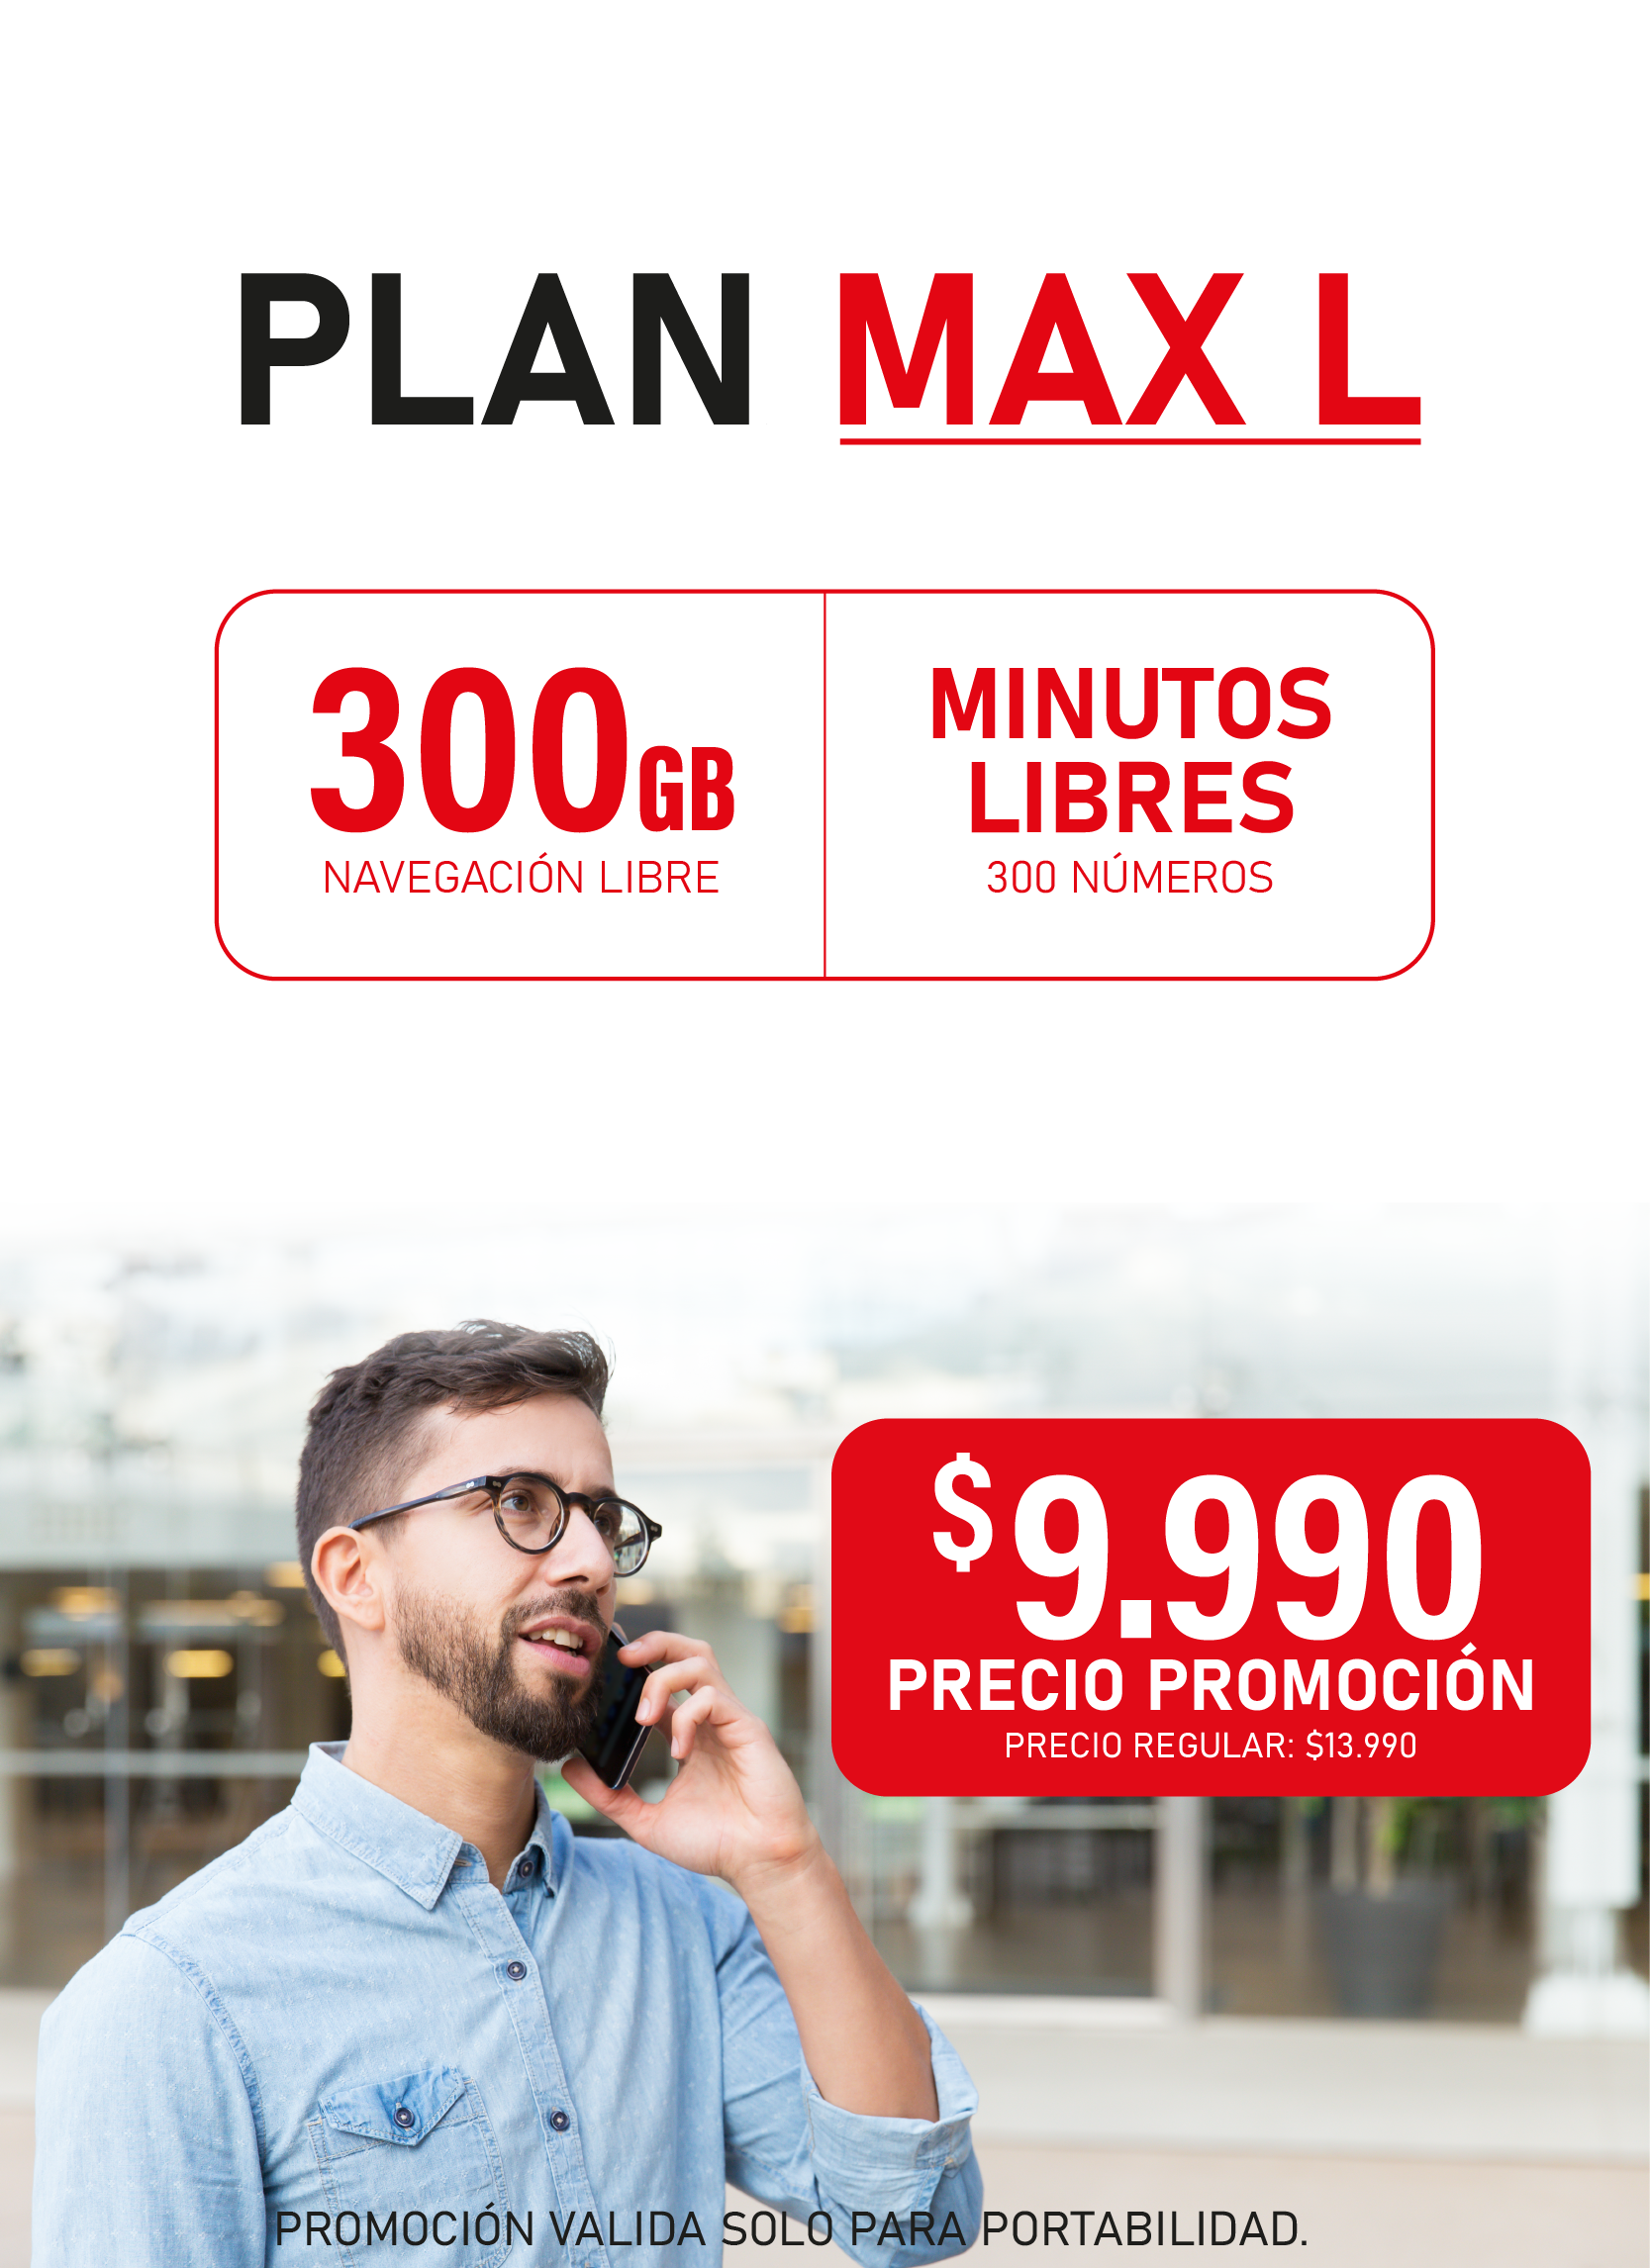 PLAN MAX L
300GB
NAVEGACIÓN LIBRE
MINUTOS
LIBRES
300 NÚMEROS
$9.990
PRECIO PROMOCIÓN
PRECIO REGULAR: $13.990
PROMOCIÓN VALIDA SOLO PARA PORTABILIDAD.